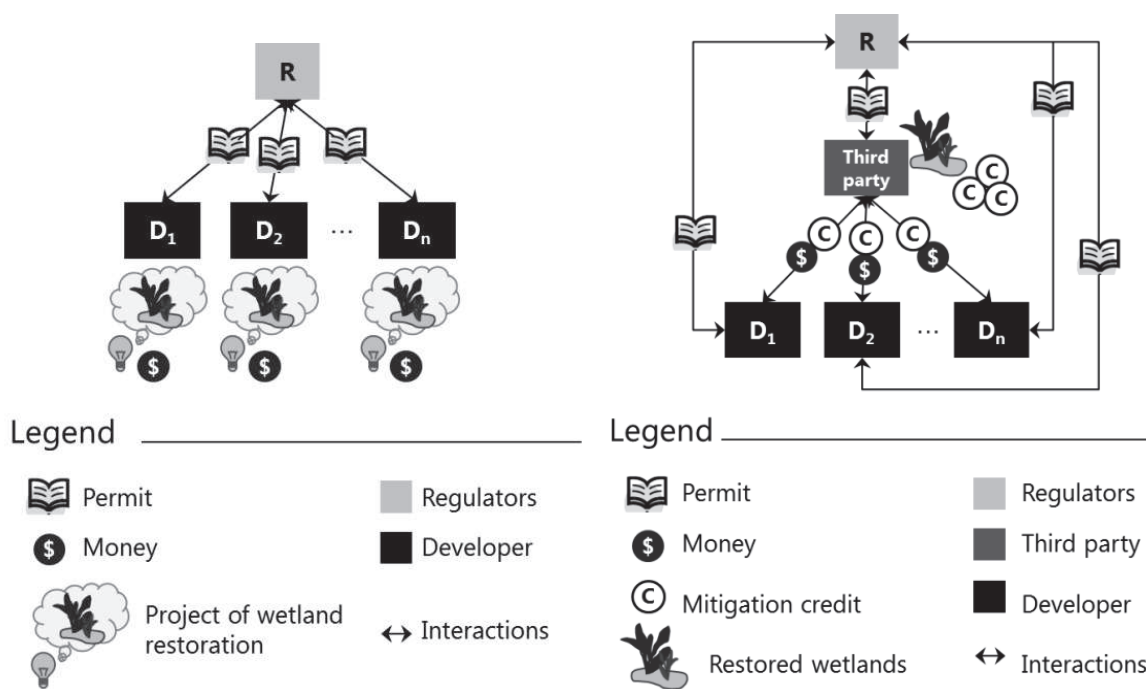 R
D1 D2 ... Dn
$ $ $
Legend
Permit
Regulators
$ Money
Developer
Project of wetland
restoration
Interactions
R
Third
party
C
C C
C C C
$ $ $
D1 D2 ... Dn
Legend
Permit
Regulators
$ Money
Third party
C Mitigation credit
Developer
Restored wetlands
Interactions